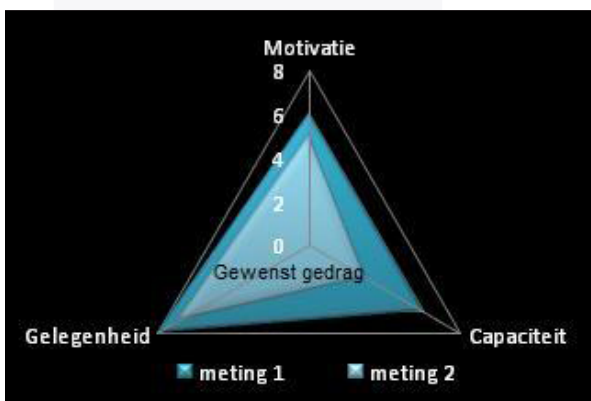 Motivatie
8
6
4
2
0
Gewenst gedrag
Gelegenheid
Capaciteit
meting 1
meting 2